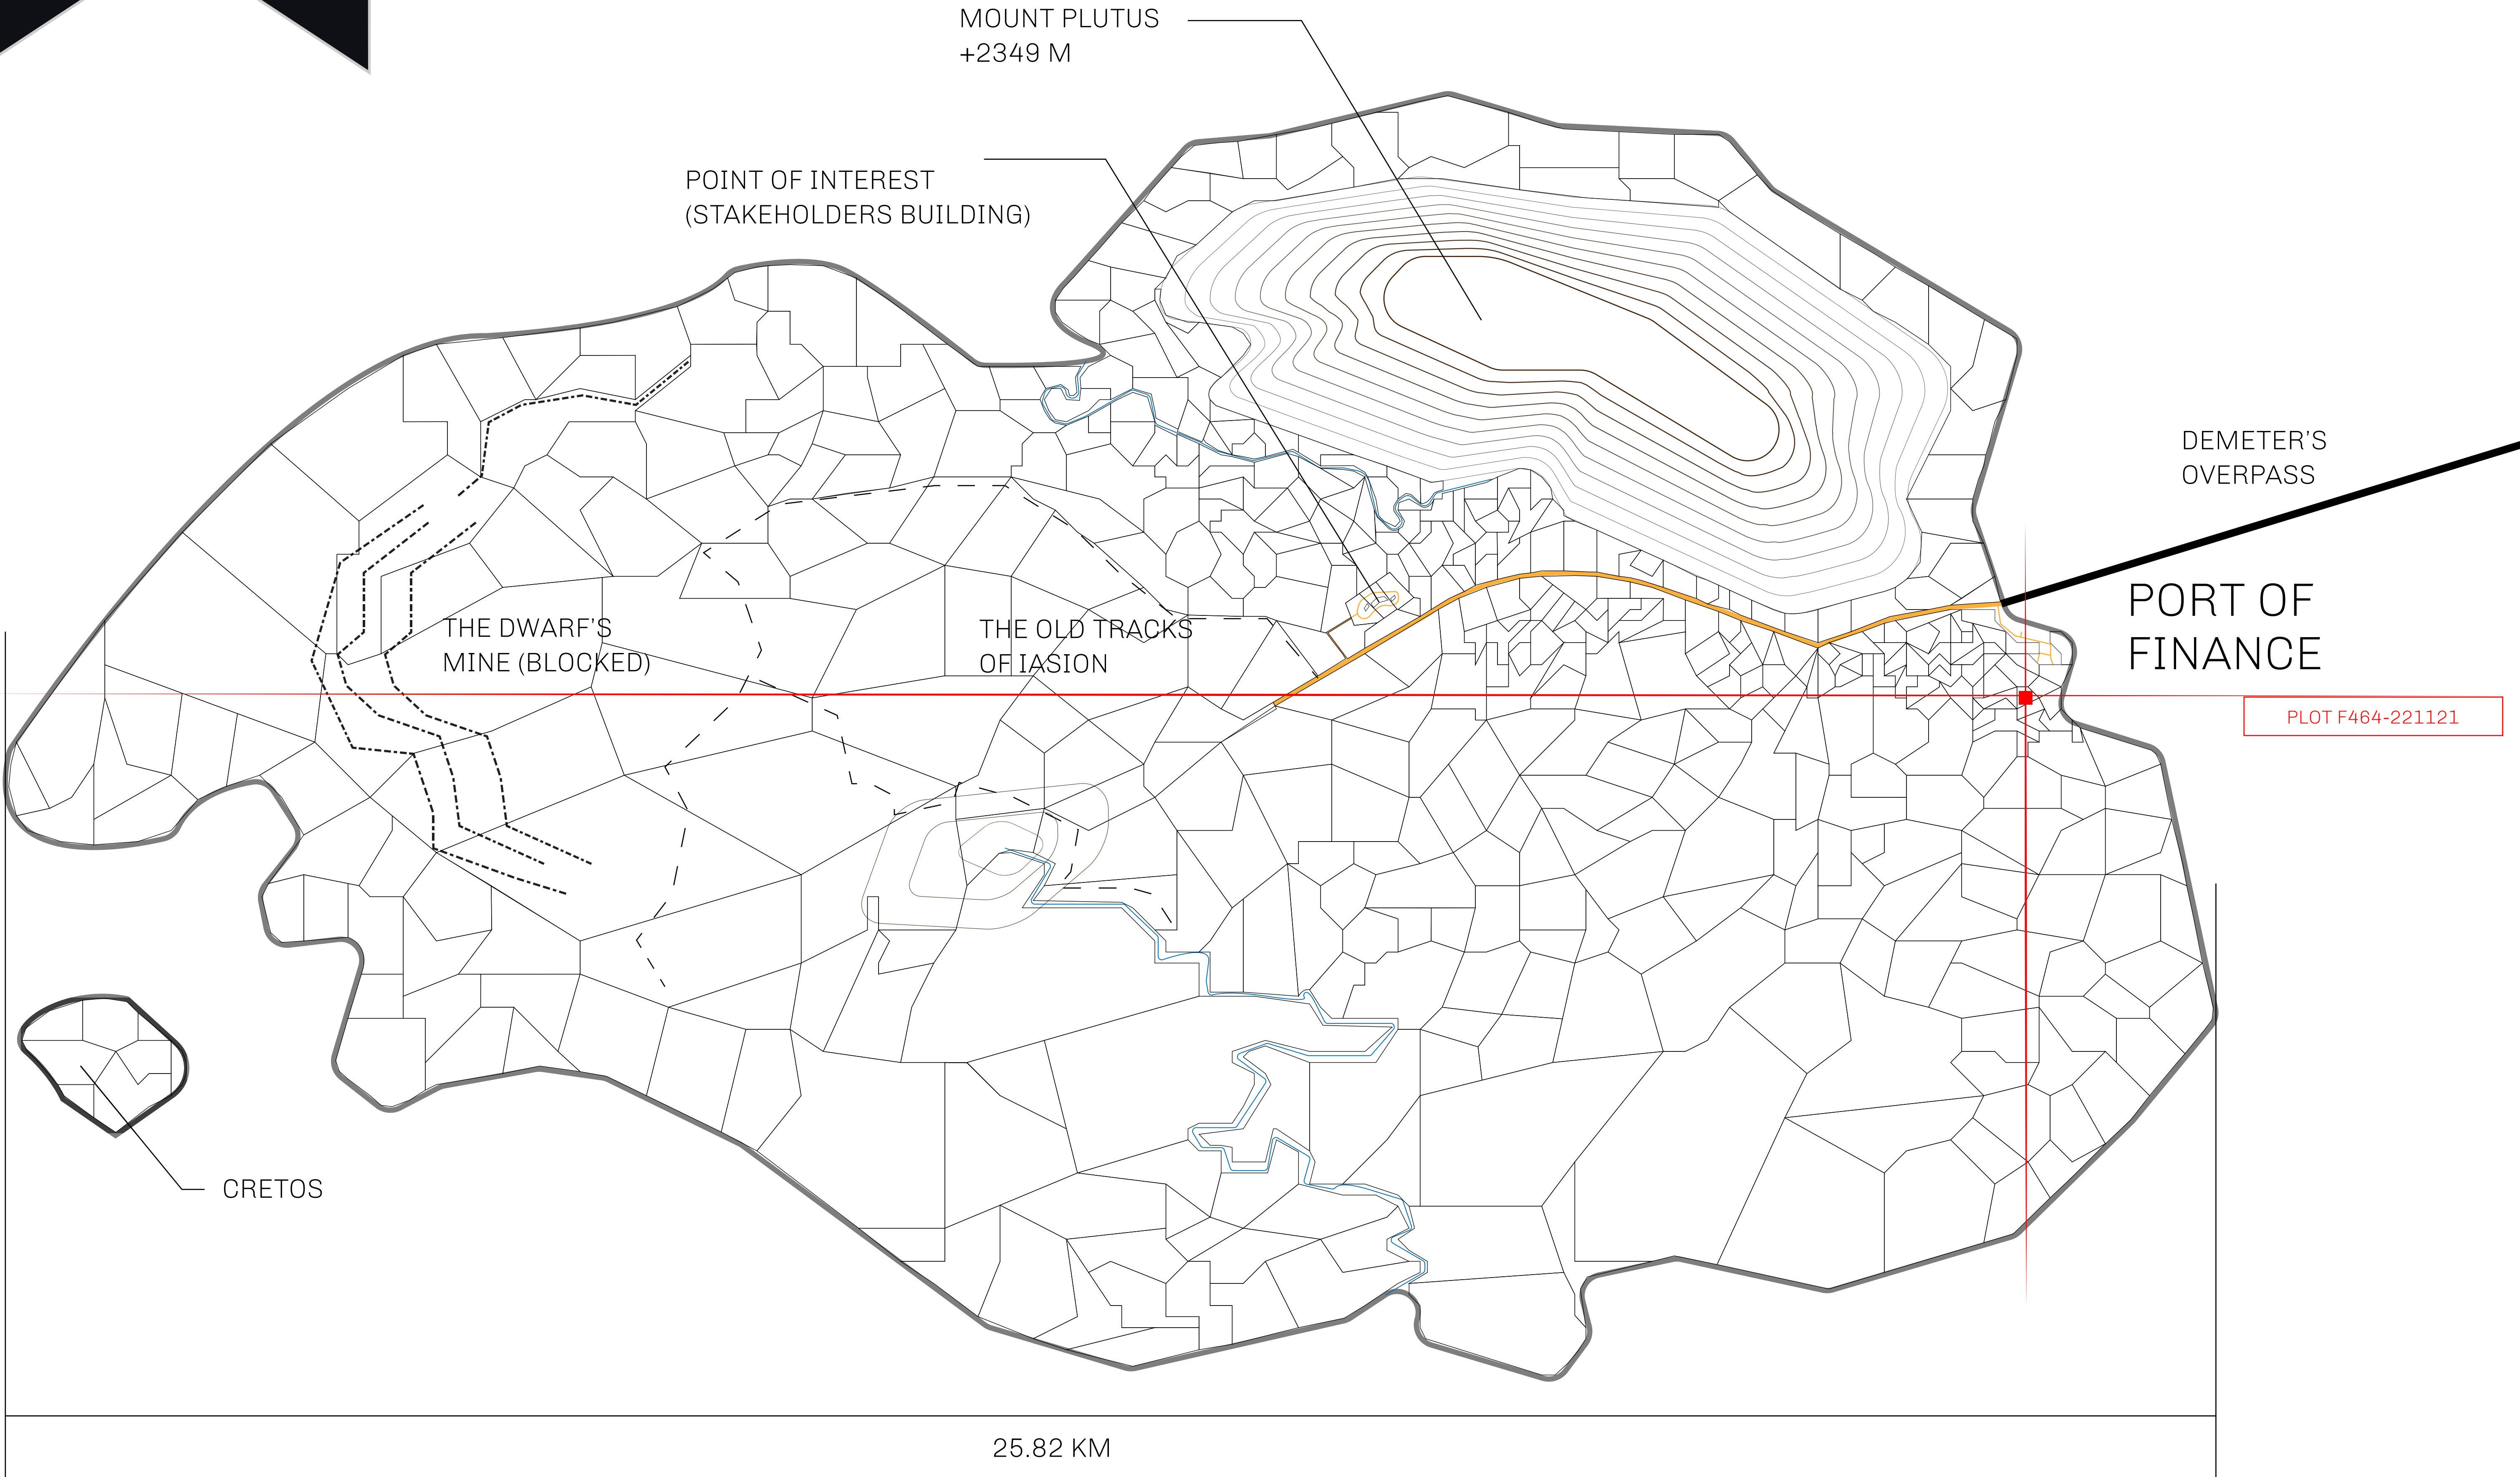 MOUNT PLUTUS
+2349 M
POINT OF INTEREST
(STAKEHOLDERS BUILDING)
DEMETER'S
OVERPASS
PORT OF
FINANCE
THE DWARF'S
MINE (BLOCKED)
THE OLD TRACKS
OF IASION
PLOT F464-221121
CRETOS
25.82 KM